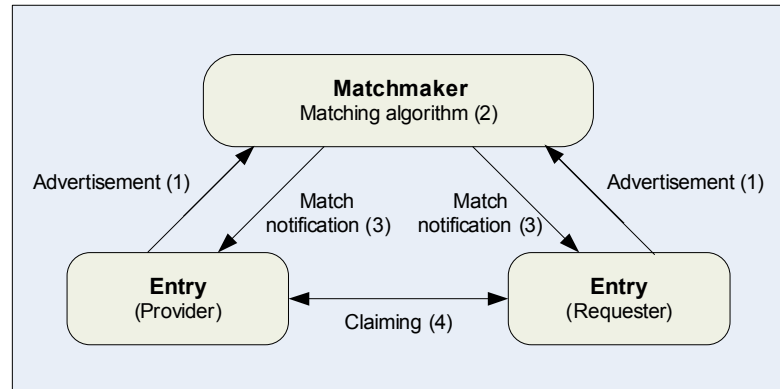 Matchmaker
Matching algorithm (2)
Advertisement (1)
Match
notification (3)
Match
notification (3)
Advertisement (1)
Entry
(Provider)
Claiming (4)
Entry
(Requester)